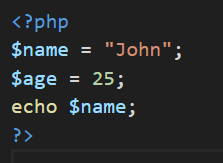 <?php
$name = "John";
$age = 25;
echo $name;
?>